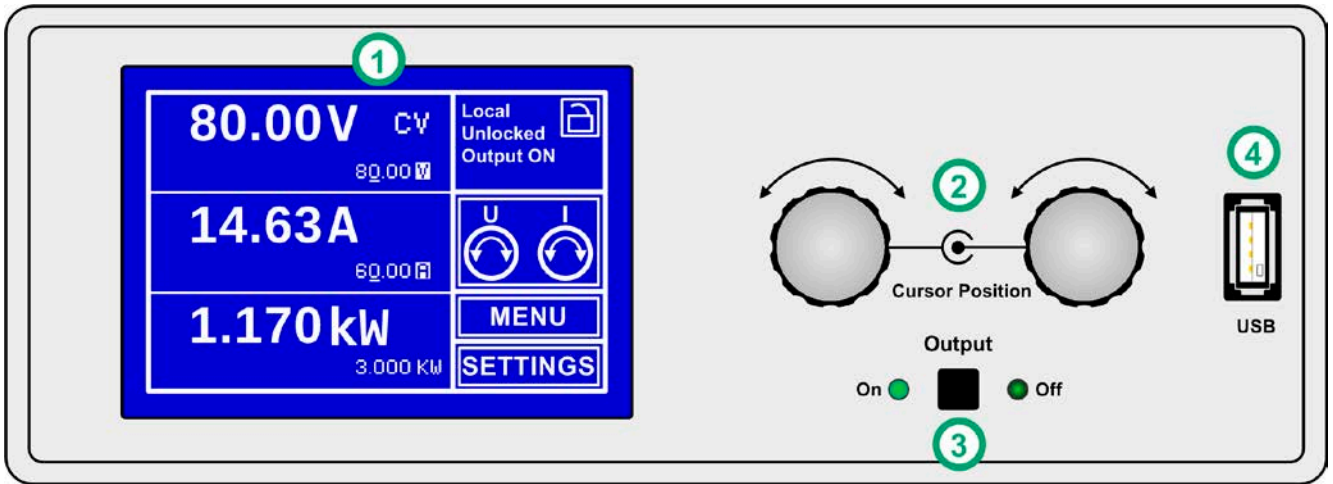 1
80.00V CV
80.00 V
14.63A
60.00 A
1.170kW
3.000 KW
Local
Unlocked
Output ON
U I
MENU
SETTINGS
2
Cursor Position
Output
On Off
3
4
USB